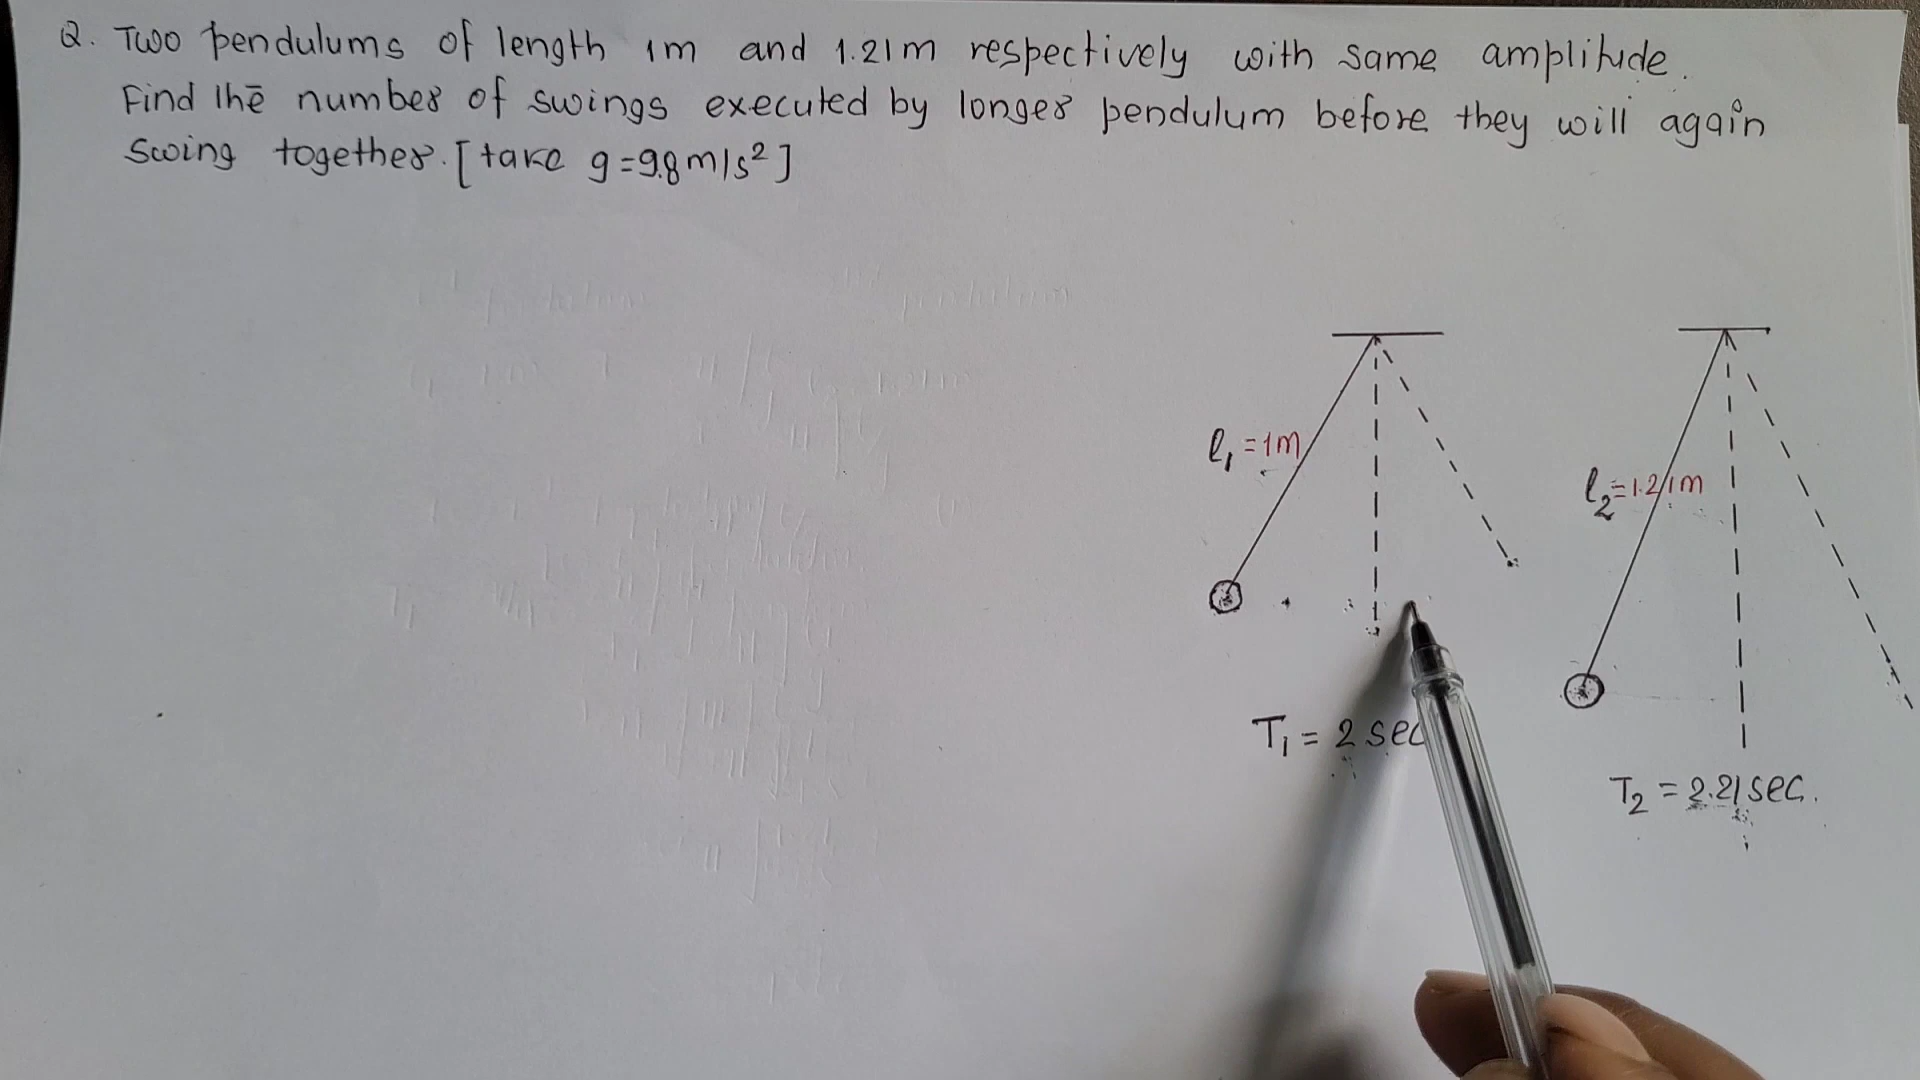 Q. Two pendulums of length 1m and 1.21m respectively with same amplitude.
Find the number of swings executed by longer pendulum before they will again
swing together. [take g=9.8m/s²]
l₁=1m
l₂=1.21m
T₁ = 2 sec
T₂ = 2.21sec.